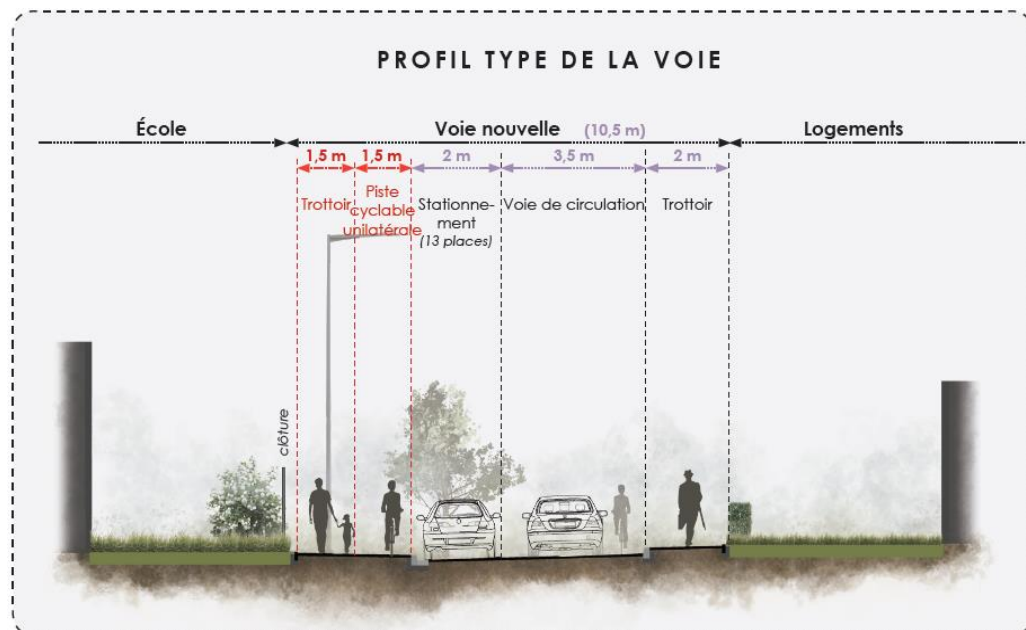 PROFIL TYPE DE LA VOIE
École
Voie nouvelle (10,5 m)
Logements
1,5 m
1,5 m
2 m
3,5 m
2 m
Trottoir
Piste
cyclable
unilatérale
Stationne-
ment
(13 places)
Voie de circulation
Trottoir
clôture